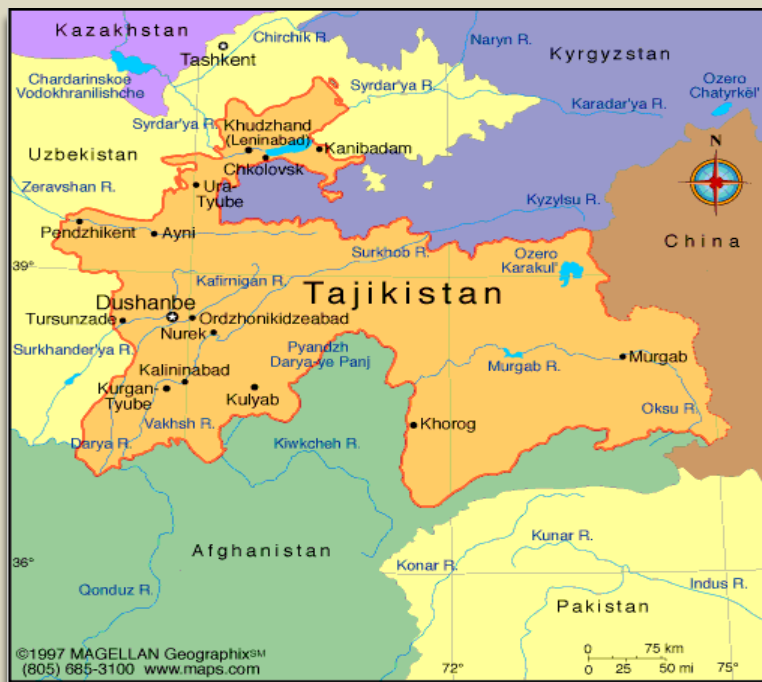 Kazakhstan
Chirchik R.
Naryn R.
Kyrgyzstan
Tashkent
Chardarinskoe
Vodokhranilishche
Syrdar'ya R.
Ozero
Chatyrkël'
Karadar'ya R.
Syrdar'ya R.
Khudzhand
(Leninabad)
Kanibadam
N
Uzbekistan
Chkolovsk
Zeravshan R.
Ura-
Tyube
Kyzylsu R.
Pendzhikent
Ayni
Surkhob R.
Ozero
Karakul'
China
39°
Kafirnigan R.
Tajikistan
Dushanbe
Tursunzade
Ordzhonikidzeabad
Nurek
Surkhander'ya R.
Pyandzh
Darya-ye Panj
Murgab R.
Murgab
Kalininabad
Kurgan-
Tyube
Kulyab
Oksu R.
Vakhsh R.
Khorog
Darya R.
Kiwkcheh R.
Afghanistan
36°
Konar R.
Kunar R.
Indus R.
Qonduz R.
Pakistan
©1997 MAGELLAN Geographix℠
(805) 685-3100 www.maps.com
72°
0 75 km
0 25 50 mi
75°